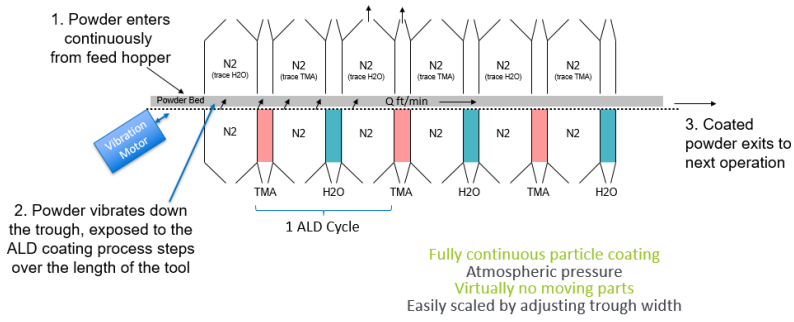 1. Powder enters
continuously
from feed hopper
N2
(trace H2O)
N2
(trace TMA)
N2
(trace H2O)
N2
(trace TMA)
N2
(trace H2O)
N2
(trace TMA)
Powder Bed
Q ft/min
Vibration
Motor
N2
N2
N2
N2
N2
N2
3. Coated
powder exits to
next operation
TMA
H2O
TMA
H2O
TMA
H2O
2. Powder vibrates down
the trough, exposed to the
ALD coating process steps
over the length of the tool
1 ALD Cycle
Fully continuous particle coating
Atmospheric pressure
Virtually no moving parts
Easily scaled by adjusting trough width